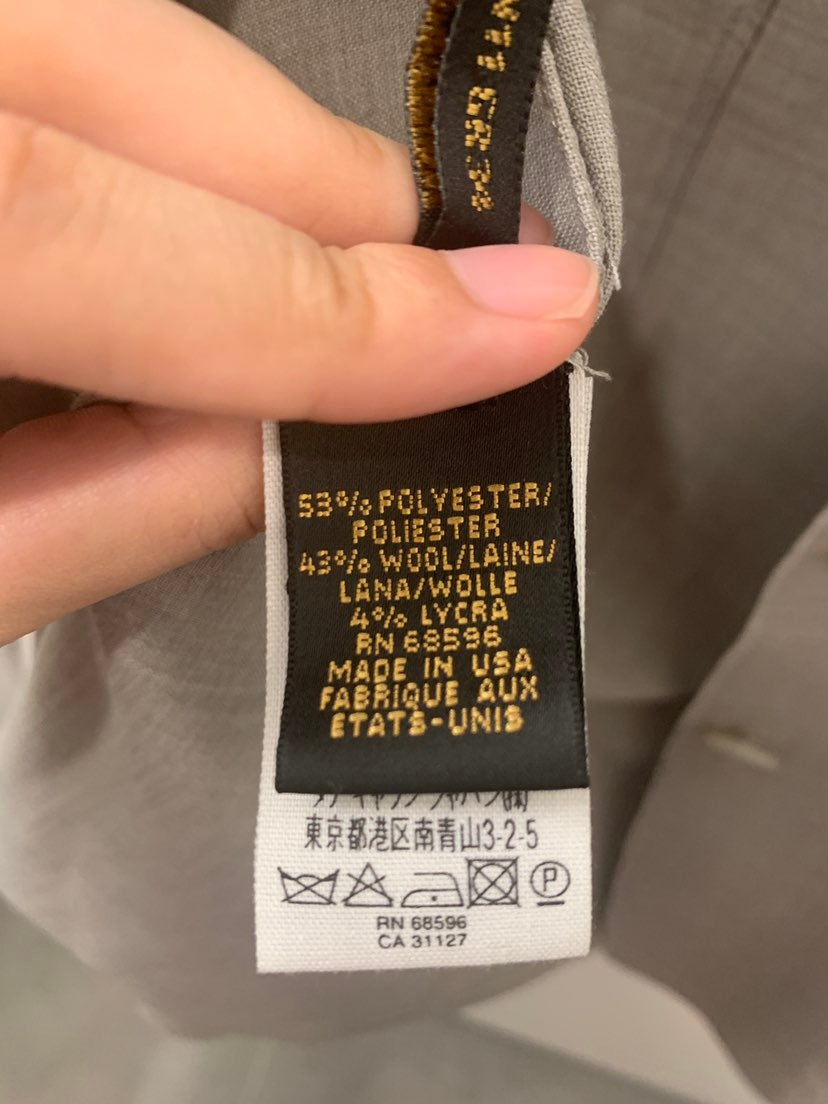 53% POLYESTER/
POLIESTER
43% WOOL/LAINE/
LANA/WOLLE
4% LYCRA
RN 68596
MADE IN USA
FABRIQUE AUX
ETATS-UNIS
東京都港区南青山3-2-5
P
RN 68596
CA 31127